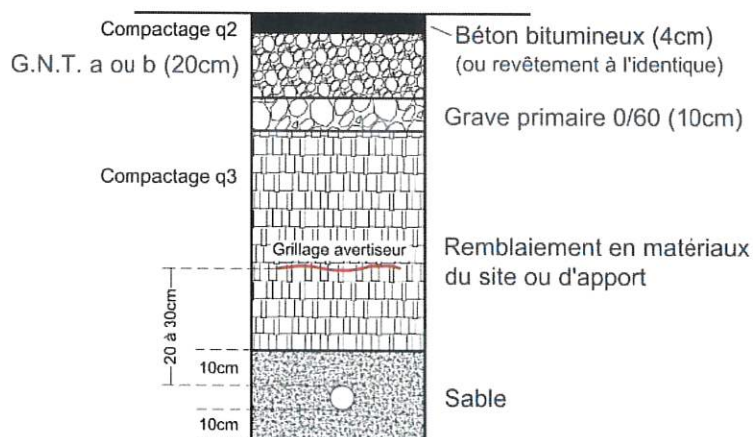 Compactage q2
Béton bitumineux (4cm)
G.N.T. a ou b (20cm)
(ou revêtement à l'identique)
Grave primaire 0/60 (10cm)
Compactage q3
Grillage avertiseur
Remblaiement en matériaux
du site ou d'apport
20 à 30cm
10cm
Sable
10cm